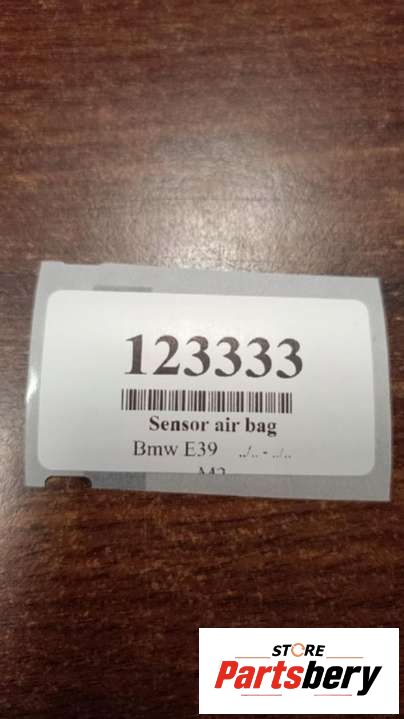 123333
Sensor air bag
Bmw E39 ../.. - ../..
STORE
Partsbery